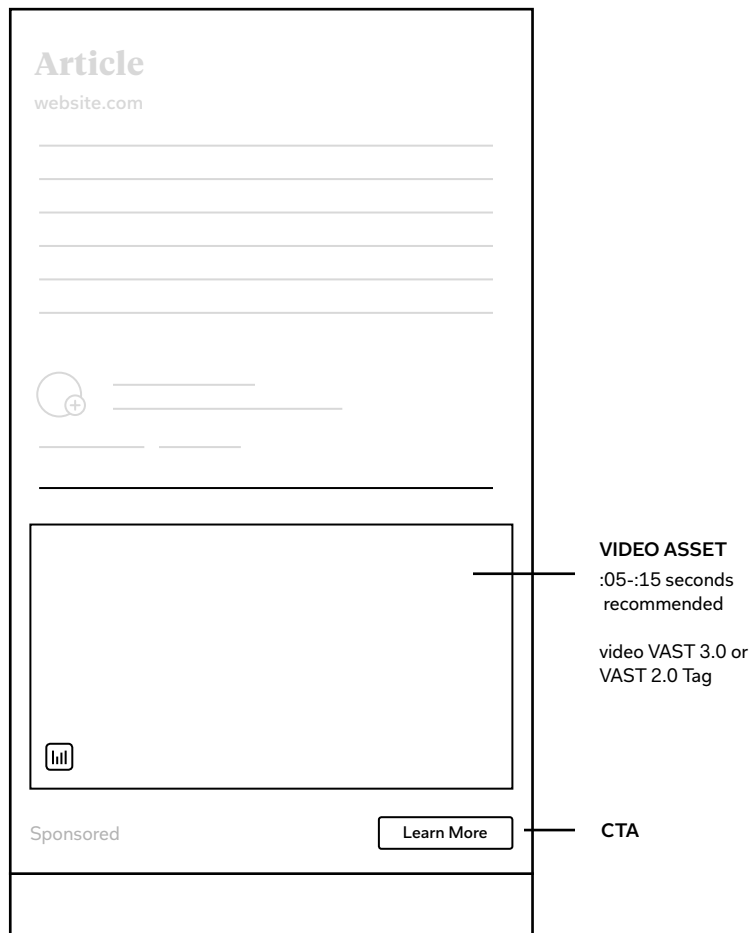 Article
website.com
VIDEO ASSET
:05-:15 seconds
recommended
video VAST 3.0 or
VAST 2.0 Tag
Sponsored
Learn More
CTA